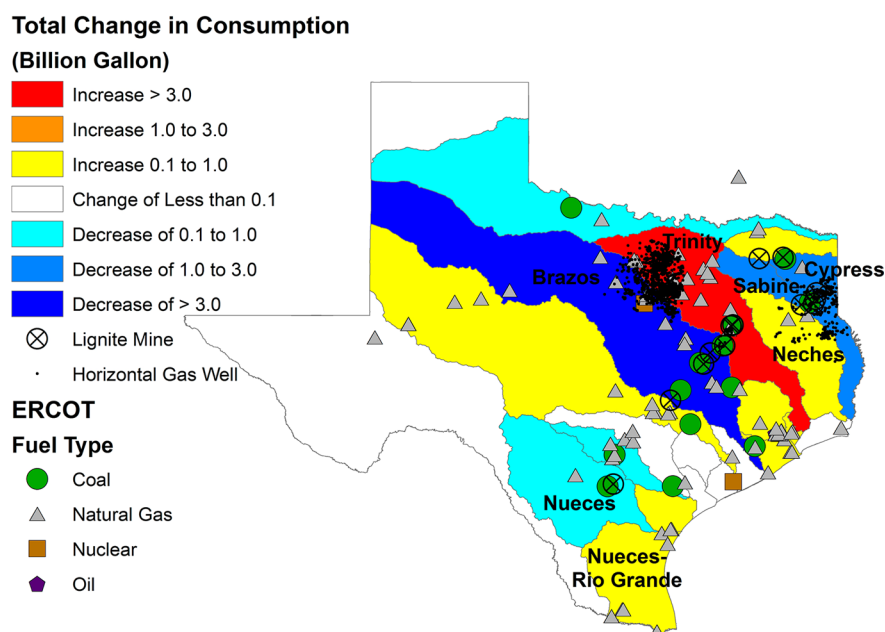 Total Change in Consumption
(Billion Gallon)
Increase > 3.0
Increase 1.0 to 3.0
Increase 0.1 to 1.0
Change of Less than 0.1
Decrease of 0.1 to 1.0
Decrease of 1.0 to 3.0
Decrease of > 3.0
Lignite Mine
Horizontal Gas Well
ERCOT
Fuel Type
Coal
Natural Gas
Nuclear
Oil
Trinity
Brazos
Cypress
Sabine
Neches
Nueces
Nueces-
Rio Grande